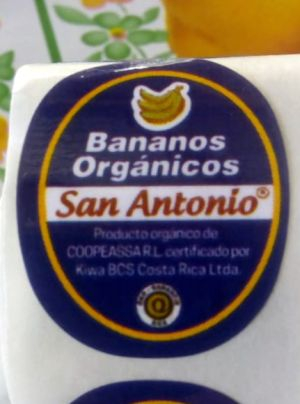 Bananos
Orgánicos
San Antonio®
Producto orgánico de
COOPEASSA R.L. certificado por
Kiwa BCS Costa Rica Ltda.